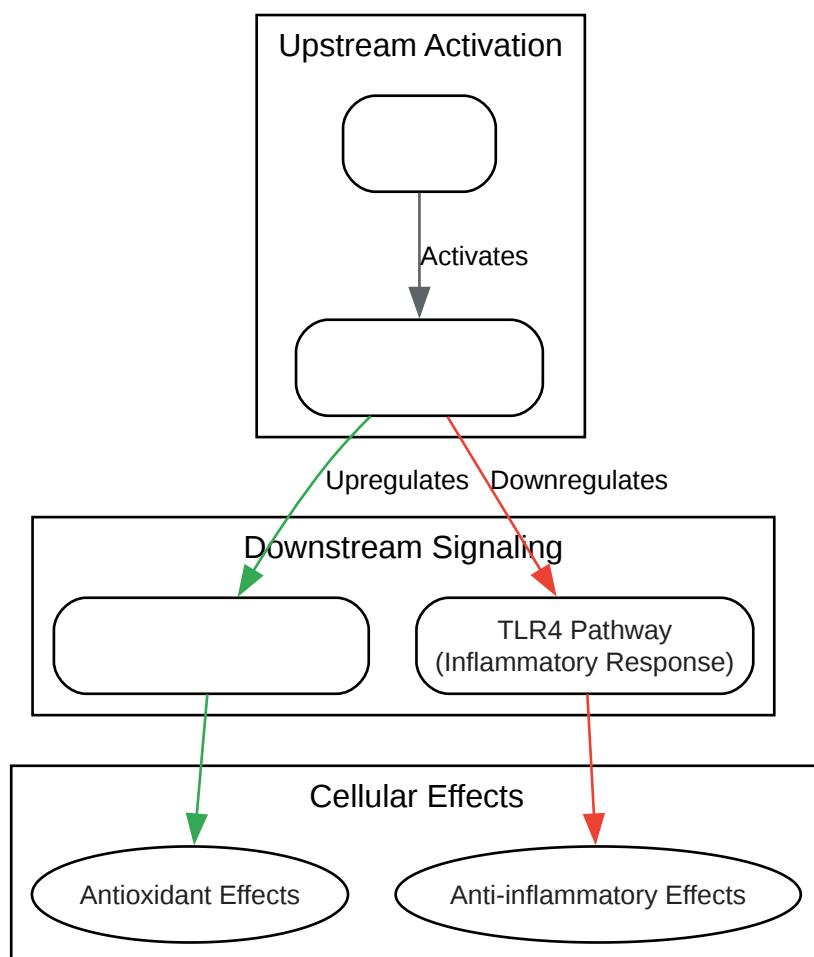 Upstream Activation
Activates
Upregulates
Downregulates
Downstream Signaling
TLR4 Pathway
(Inflammatory Response)
Cellular Effects
Antioxidant Effects
Anti-inflammatory Effects